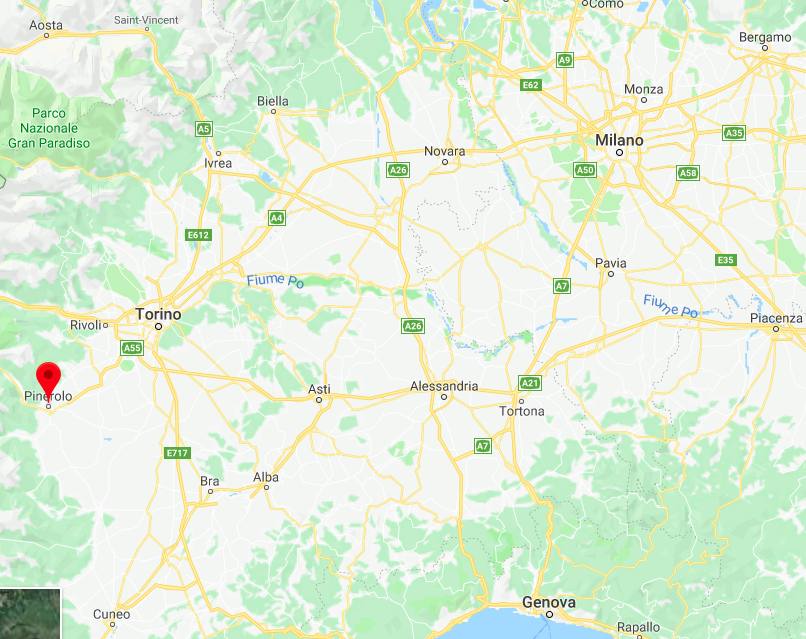 Como
Aosta
Saint-Vincent
Bergamo
A9
E62
Monza
Biella
Parco
Nazionale
Gran Paradiso
A5
Milano
A35
Novara
Ivrea
A26
A50
A58
A4
E612
Pavia
E35
Fiume Po
A7
Fiume Po
Torino
Rivoli
A26
Piacenza
A55
Pinerolo
Asti
Alessandria
A21
Tortona
A7
E717
Bra
Alba
Genova
Cuneo
Rapallo